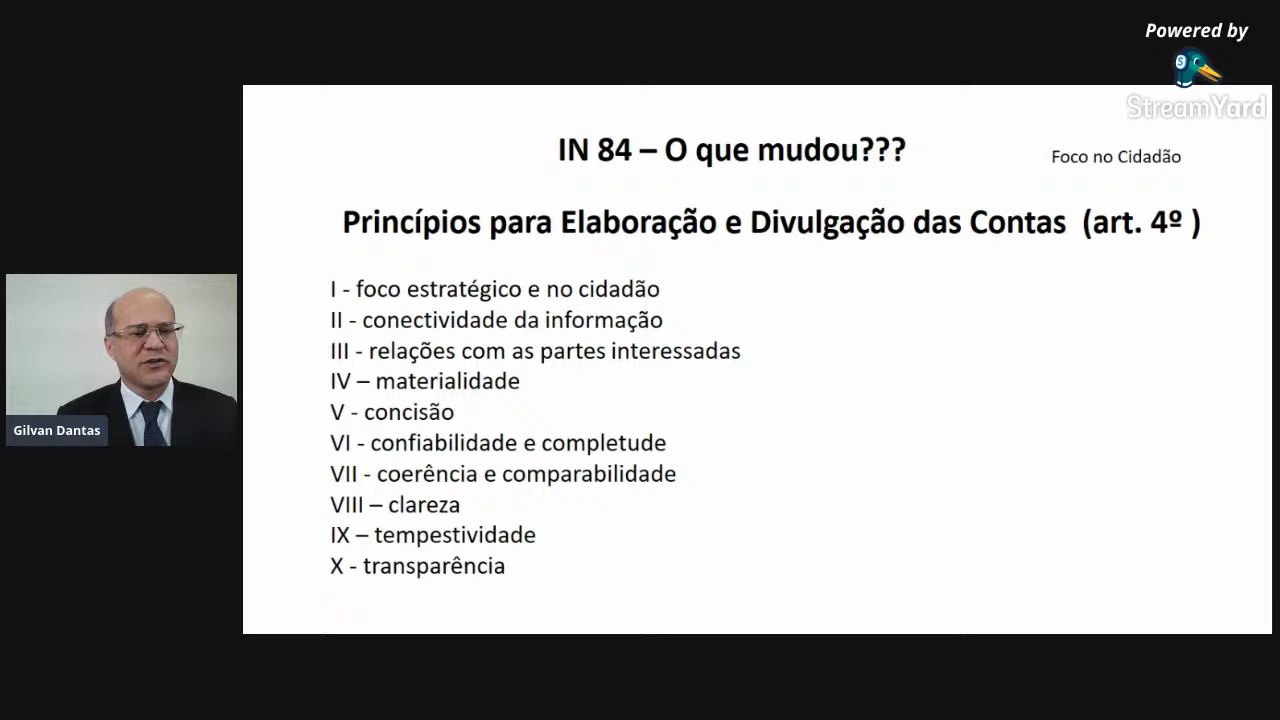 Powered by
StreamYard
IN 84 – O que mudou???
Foco no Cidadão
Princípios para Elaboração e Divulgação das Contas (art. 4º )
I - foco estratégico e no cidadão
II - conectividade da informação
III - relações com as partes interessadas
IV – materialidade
V - concisão
VI - confiabilidade e completude
VII - coerência e comparabilidade
VIII – clareza
IX – tempestividade
X - transparência
Gilvan Dantas